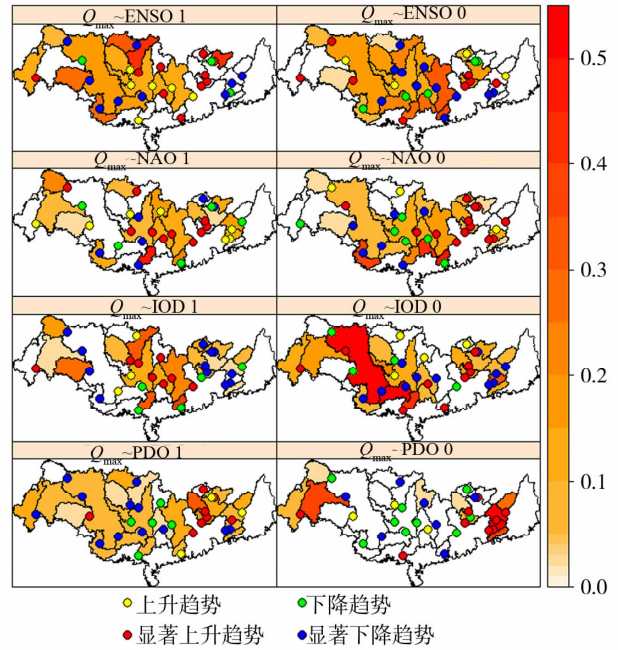 Qmax~ENSO 1
Qmax~ENSO 0
Qmax~NAO 1
Qmax~NAO 0
Qmax~IOD 1
Qmax~IOD 0
Qmax~PDO 1
Qmax~PDO 0
0.5
0.4
0.3
0.2
0.1
0.0
上升趋势
下降趋势
显著上升趋势
显著下降趋势